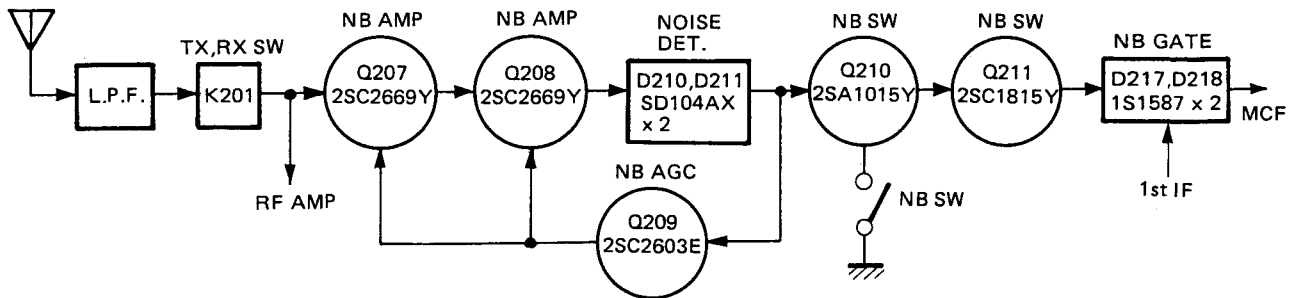 NB AMP
NB AMP
NOISE
DET.
NB SW
NB SW
NB GATE
TX,RX SW
L.P.F.
K201
Q207
2SC2669Y
Q208
2SC2669Y
D210,D211
SD104AX
x 2
Q210
2SA1015Y
Q211
2SC1815Y
D217,D218
1S1587 x 2
MCF
RF AMP
NB AGC
Q209
2SC2603E
NB SW
1st IF